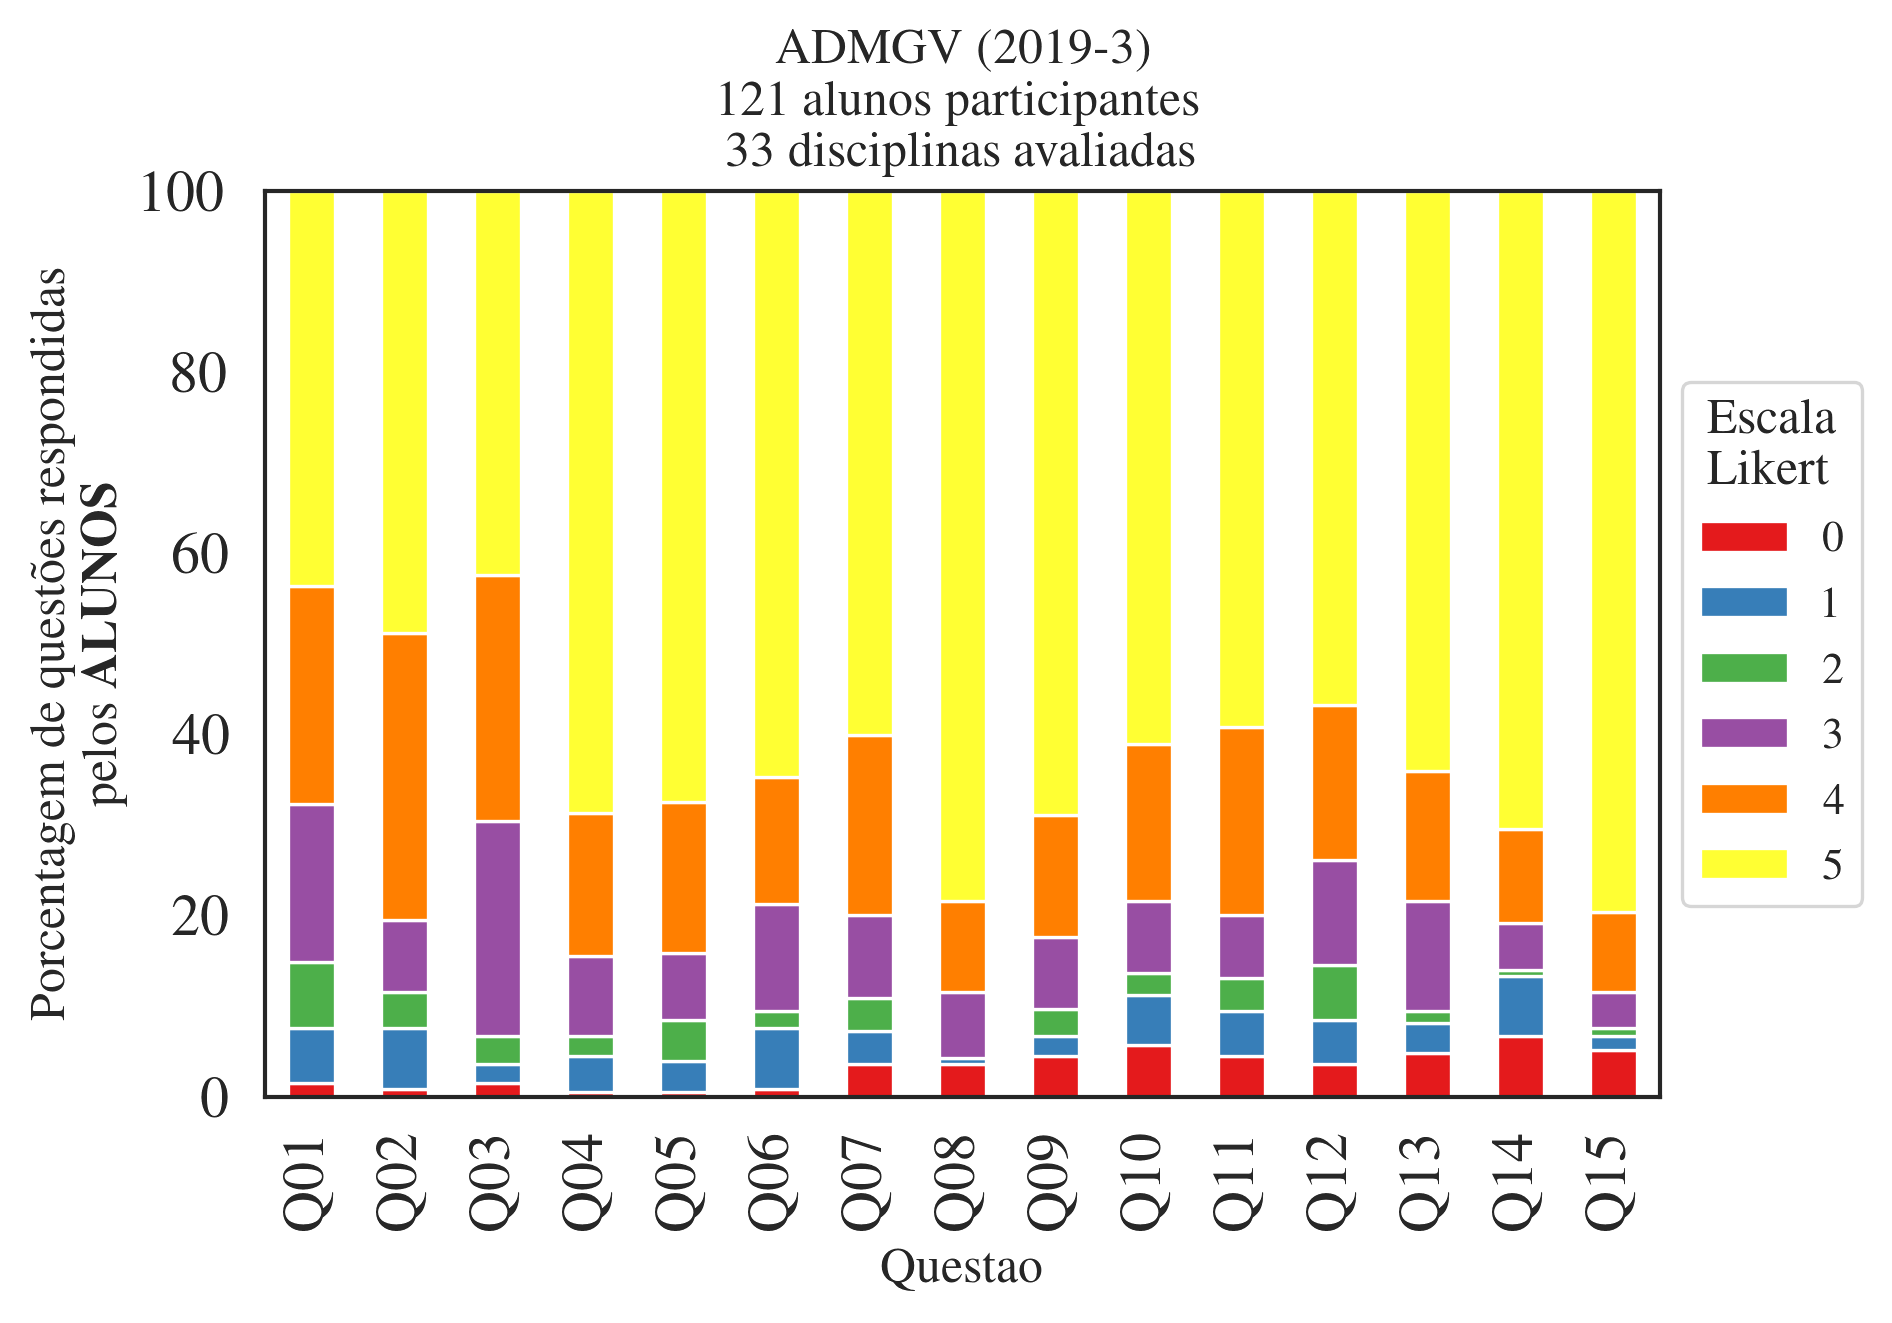 ADMGV (2019-3)
121 alunos participantes
33 disciplinas avaliadas
Porcentagem de questões respondidas
pelos ALUNOS
100
80
60
40
20
0
Q01
Q02
Q03
Q04
Q05
Q06
Q07
Q08
Q09
Q10
Q11
Q12
Q13
Q14
Q15
Questao
Escala
Likert
0
1
2
3
4
5